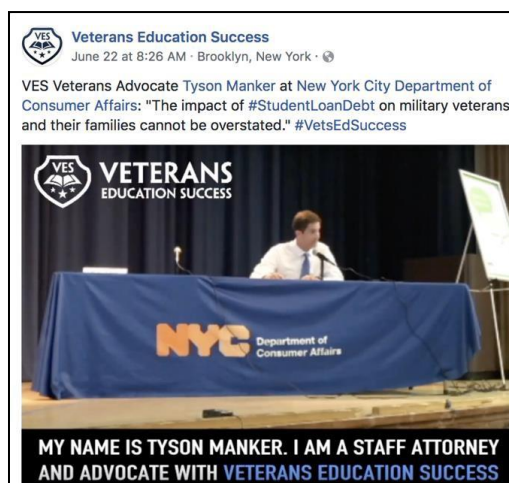 VES
Veterans Education Success
June 22 at 8:26 AM · Brooklyn, New York ·
VES Veterans Advocate Tyson Manker at New York City Department of
Consumer Affairs: "The impact of #StudentLoanDebt on military veterans
and their families cannot be overstated." #VetsEdSuccess
VES
VETERANS
EDUCATION SUCCESS
NYC
Department of
Consumer Affairs
MY NAME IS TYSON MANKER. I AM A STAFF ATTORNEY
AND ADVOCATE WITH VETERANS EDUCATION SUCCESS